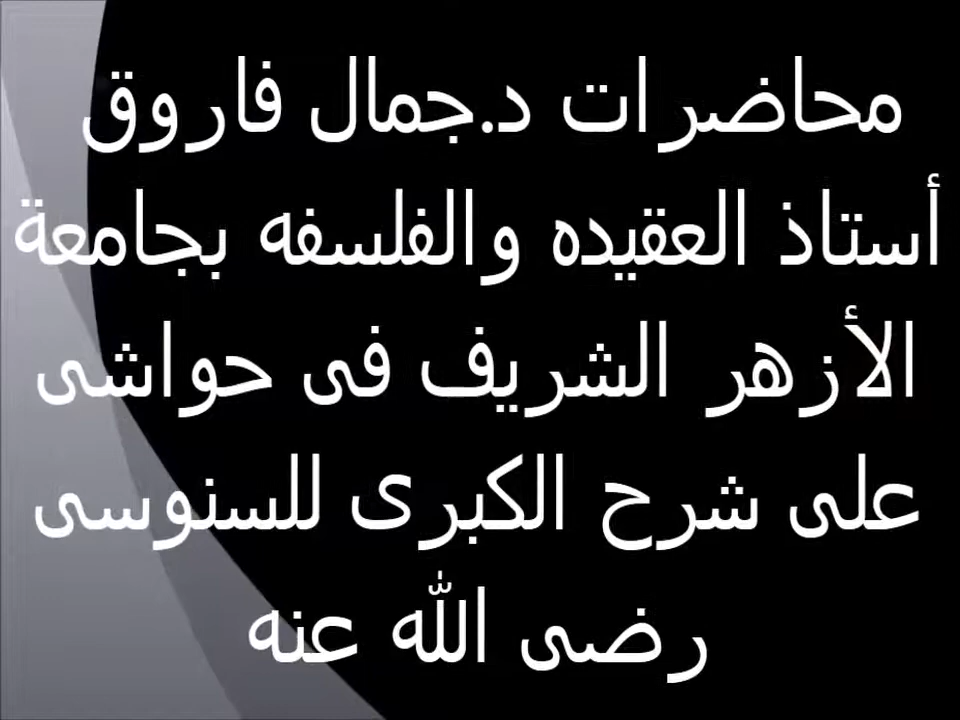 محاضرات د.جمال فاروق
أستاذ العقيده والفلسفه بجامعة
الأزهر الشريف فى حواشى
على شرح الكبرى للسنوسى
رضى الله عنه